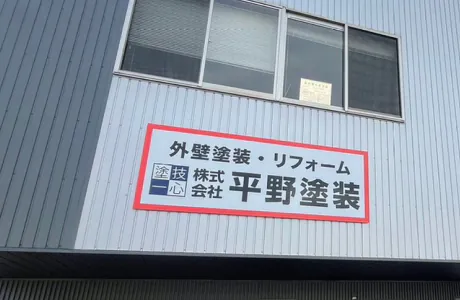 外壁塗装・リフォーム
塗技
一心
株式
会社
平野塗装